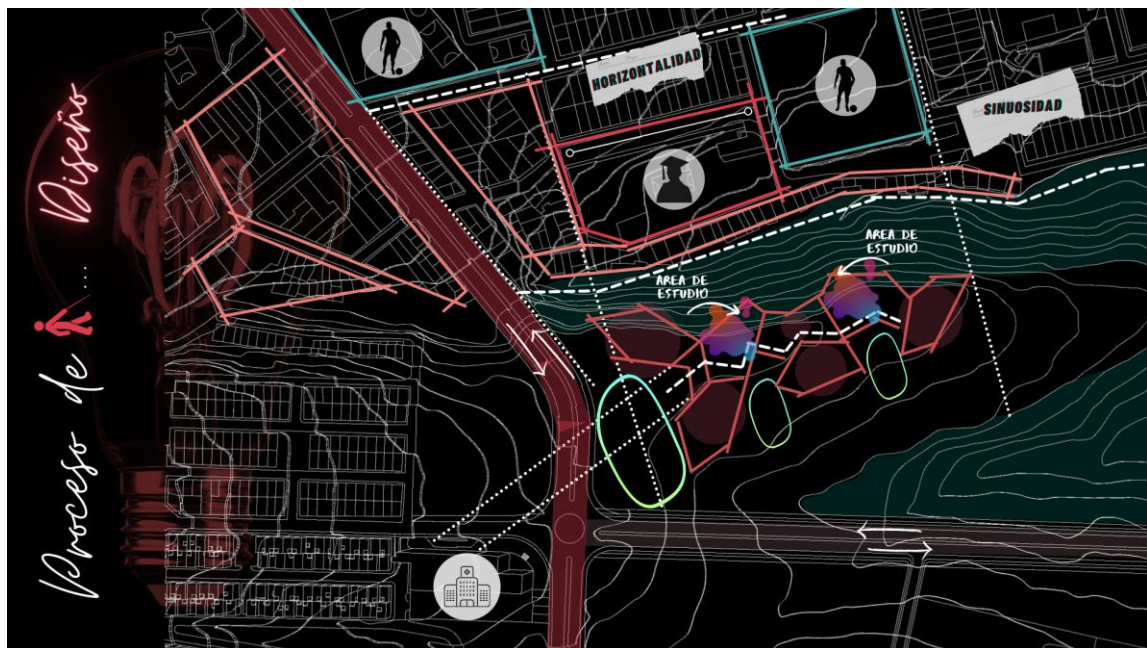 Proceso de ... Diseño
HORIZONTALIDAD
SINUOSIDAD
AREA DE
ESTUDIO
AREA DE
ESTUDIO